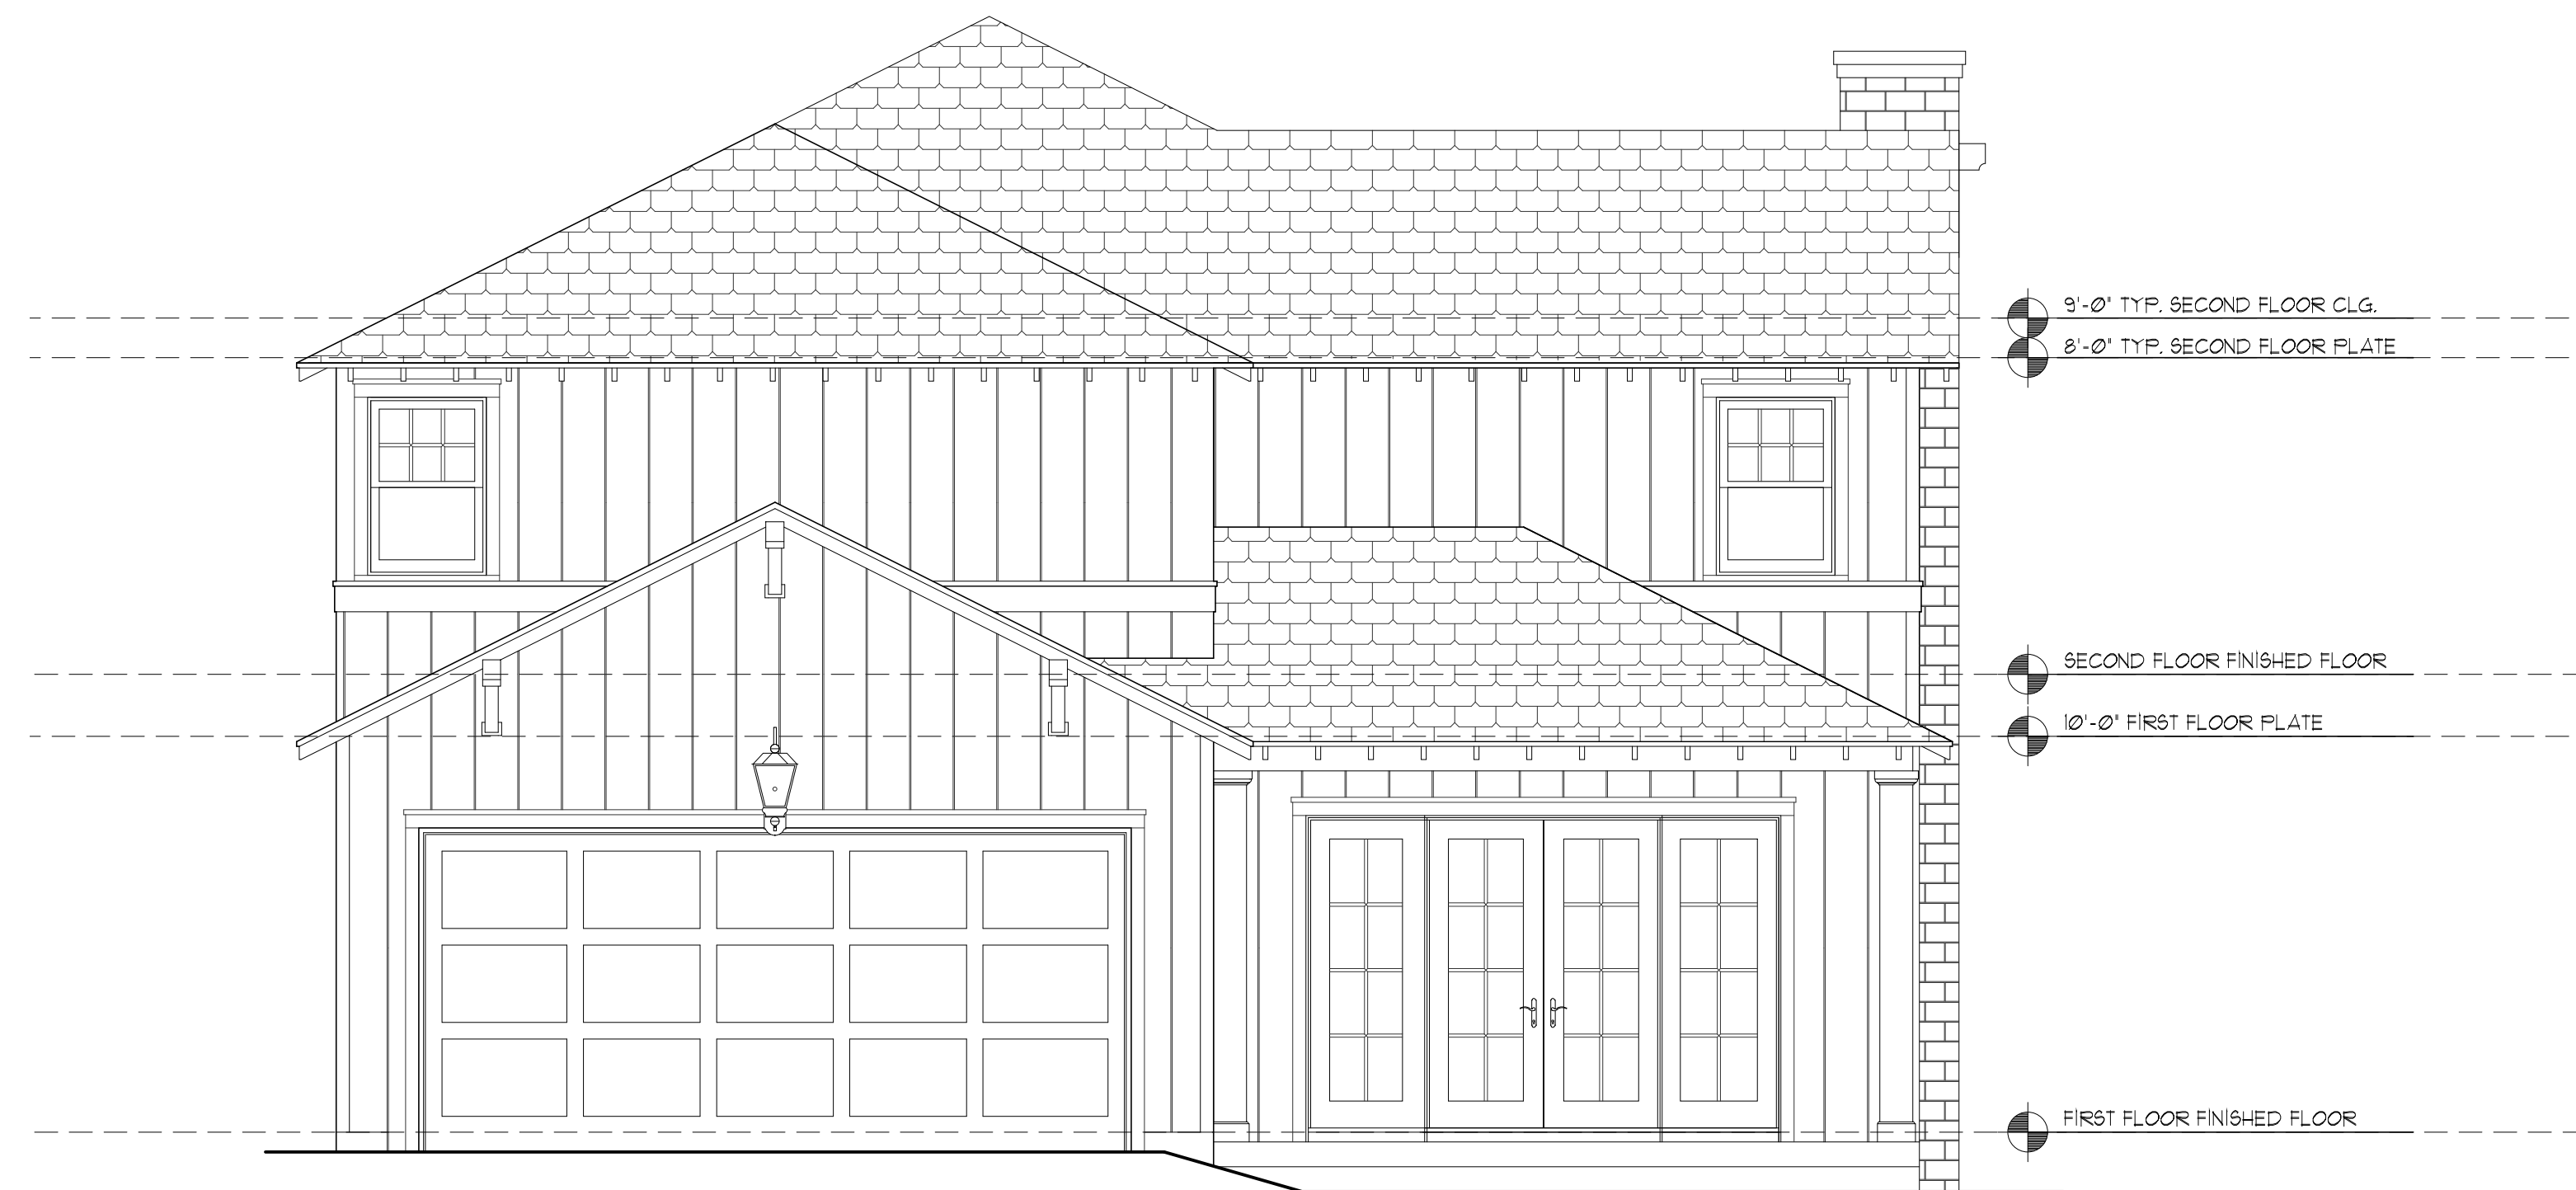 9'-0" TYP. SECOND FLOOR CLG.
8'-0" TYP. SECOND FLOOR PLATE
SECOND FLOOR FINISHED FLOOR
10'-0" FIRST FLOOR PLATE
FIRST FLOOR FINISHED FLOOR